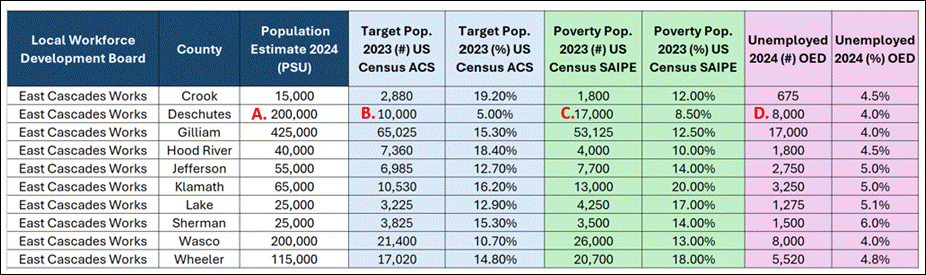 Local Workforce Development Board | County | Population Estimate 2024 (PSU) | Target Pop. 2023 (#) US Census ACS | Target Pop. 2023 (%) US Census ACS | Poverty Pop. 2023 (#) US Census SAIPE | Poverty Pop. 2023 (%) US Census SAIPE | Unemployed 2024 (#) OED | Unemployed 2024 (%) OED
East Cascades Works | Crook | 15,000 | 2,880 | 19.20% | 1,800 | 12.00% | 675 | 4.5%
East Cascades Works | Deschutes | A. 200,000 | B. 10,000 | 5.00% | C. 17,000 | 8.50% | D. 8,000 | 4.0%
East Cascades Works | Gilliam | 425,000 | 65,025 | 15.30% | 53,125 | 12.50% | 17,000 | 4.0%
East Cascades Works | Hood River | 40,000 | 7,360 | 18.40% | 4,000 | 10.00% | 1,800 | 4.5%
East Cascades Works | Jefferson | 55,000 | 6,985 | 12.70% | 7,700 | 14.00% | 2,750 | 5.0%
East Cascades Works | Klamath | 65,000 | 10,530 | 16.20% | 13,000 | 20.00% | 3,250 | 5.0%
East Cascades Works | Lake | 25,000 | 3,225 | 12.90% | 4,250 | 17.00% | 1,275 | 5.1%
East Cascades Works | Sherman | 25,000 | 3,825 | 15.30% | 3,500 | 14.00% | 1,500 | 6.0%
East Cascades Works | Wasco | 200,000 | 21,400 | 10.70% | 26,000 | 13.00% | 8,000 | 4.0%
East Cascades Works | Wheeler | 115,000 | 17,020 | 14.80% | 20,700 | 18.00% | 5,520 | 4.8%